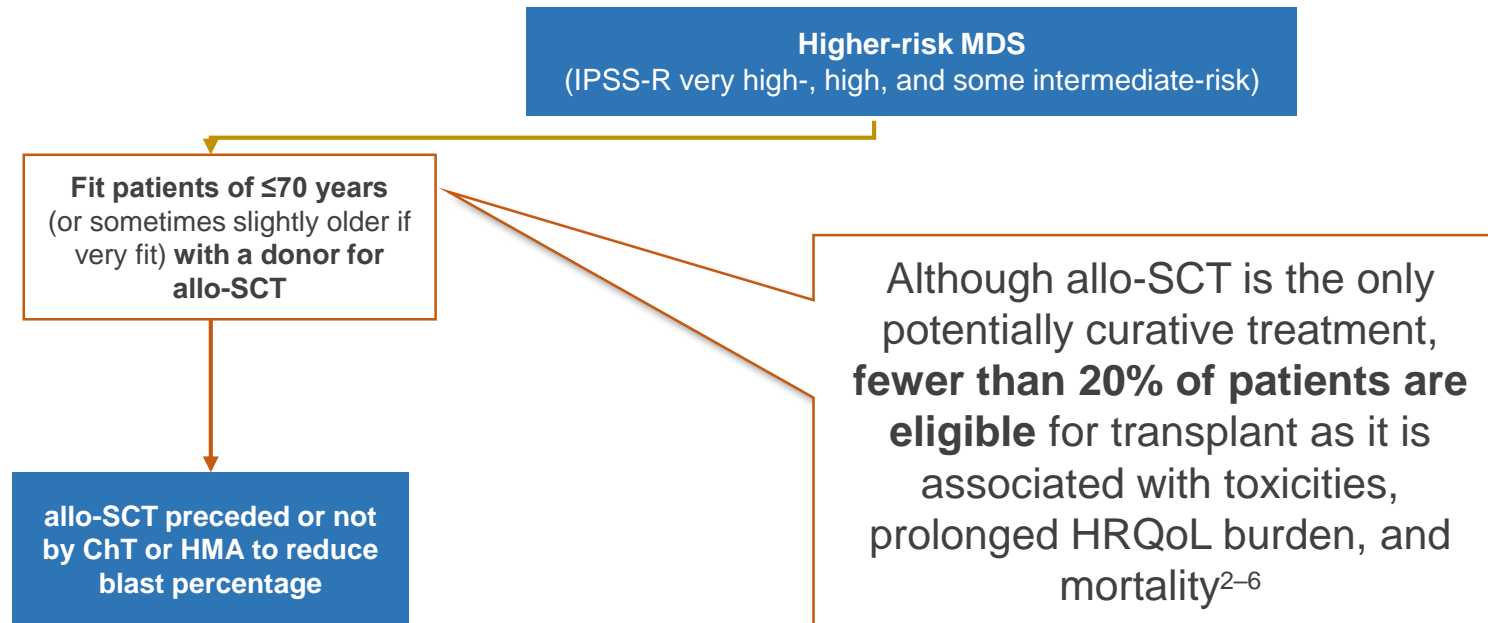 Higher-risk MDS
(IPSS-R very high-, high, and some intermediate-risk)
Fit patients of ≤70 years
(or sometimes slightly older if
very fit) with a donor for
allo-SCT
Although allo-SCT is the only
potentially curative treatment,
fewer than 20% of patients are
eligible for transplant as it is
associated with toxicities,
prolonged HRQoL burden, and
mortality²⁻⁶
allo-SCT preceded or not
by ChT or HMA to reduce
blast percentage